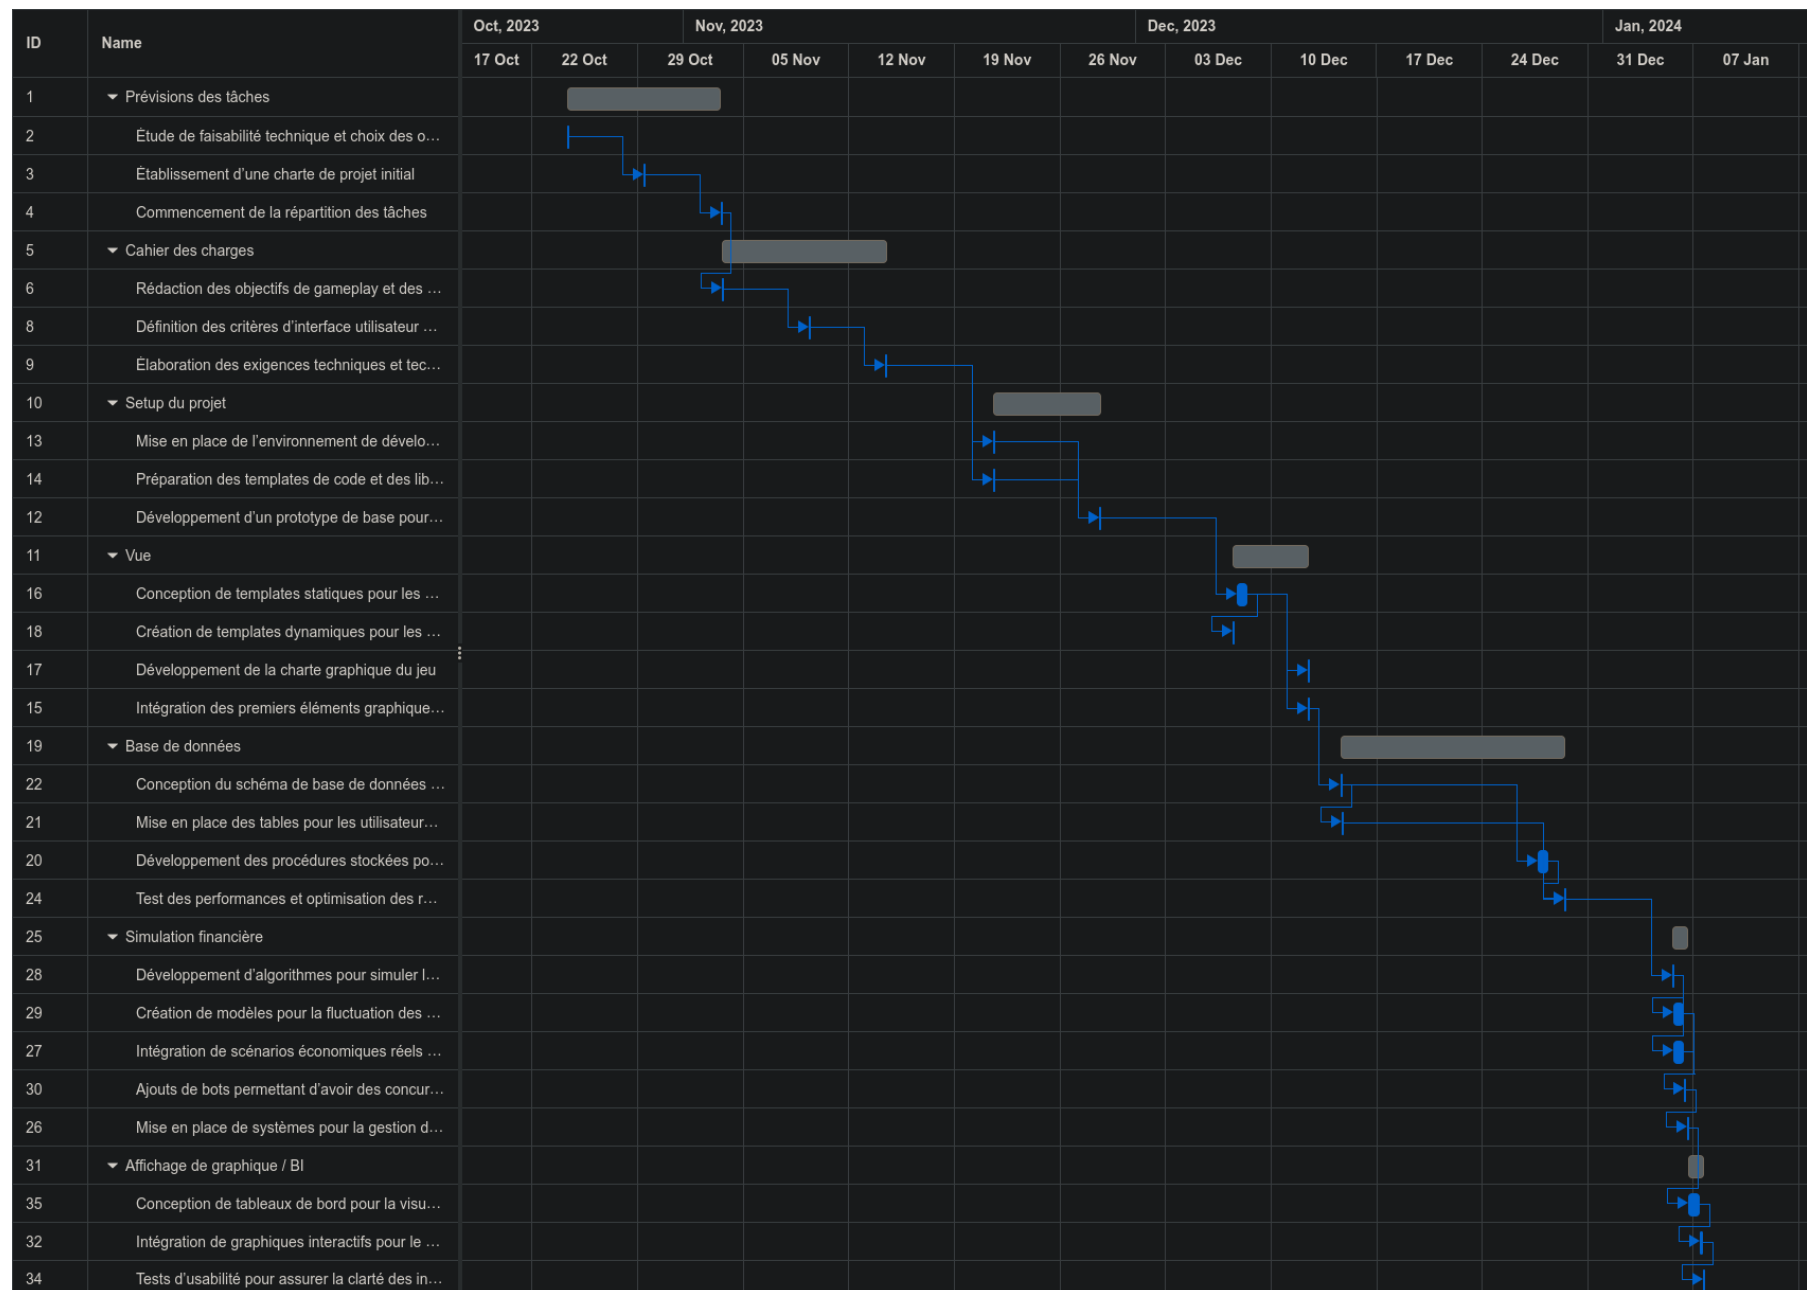 ID Name Oct, 2023 Nov, 2023 Dec, 2023 Jan, 2024
17 Oct 22 Oct 29 Oct 05 Nov 12 Nov 19 Nov 26 Nov 03 Dec 10 Dec 17 Dec 24 Dec 31 Dec 07 Jan
1 Prévisions des tâches
2 Étude de faisabilité technique et choix des o…
3 Établissement d’une charte de projet initial
4 Commencement de la répartition des tâches
5 Cahier des charges
6 Rédaction des objectifs de gameplay et des …
8 Définition des critères d’interface utilisateur …
9 Élaboration des exigences techniques et tec…
10 Setup du projet
13 Mise en place de l’environnement de dévelo…
14 Préparation des templates de code et des lib…
12 Développement d’un prototype de base pour…
11 Vue
16 Conception de templates statiques pour les …
18 Création de templates dynamiques pour les …
17 Développement de la charte graphique du jeu
15 Intégration des premiers éléments graphique…
19 Base de données
22 Conception du schéma de base de données …
21 Mise en place des tables pour les utilisateur…
20 Développement des procédures stockées po…
24 Test des performances et optimisation des r…
25 Simulation financière
28 Développement d’algorithmes pour simuler l…
29 Création de modèles pour la fluctuation des …
27 Intégration de scénarios économiques réels …
30 Ajouts de bots permettant d’avoir des concur…
26 Mise en place de systèmes pour la gestion d…
31 Affichage de graphique / BI
35 Conception de tableaux de bord pour la visu…
32 Intégration de graphiques interactifs pour le …
34 Tests d’usabilité pour assurer la clarté des in…